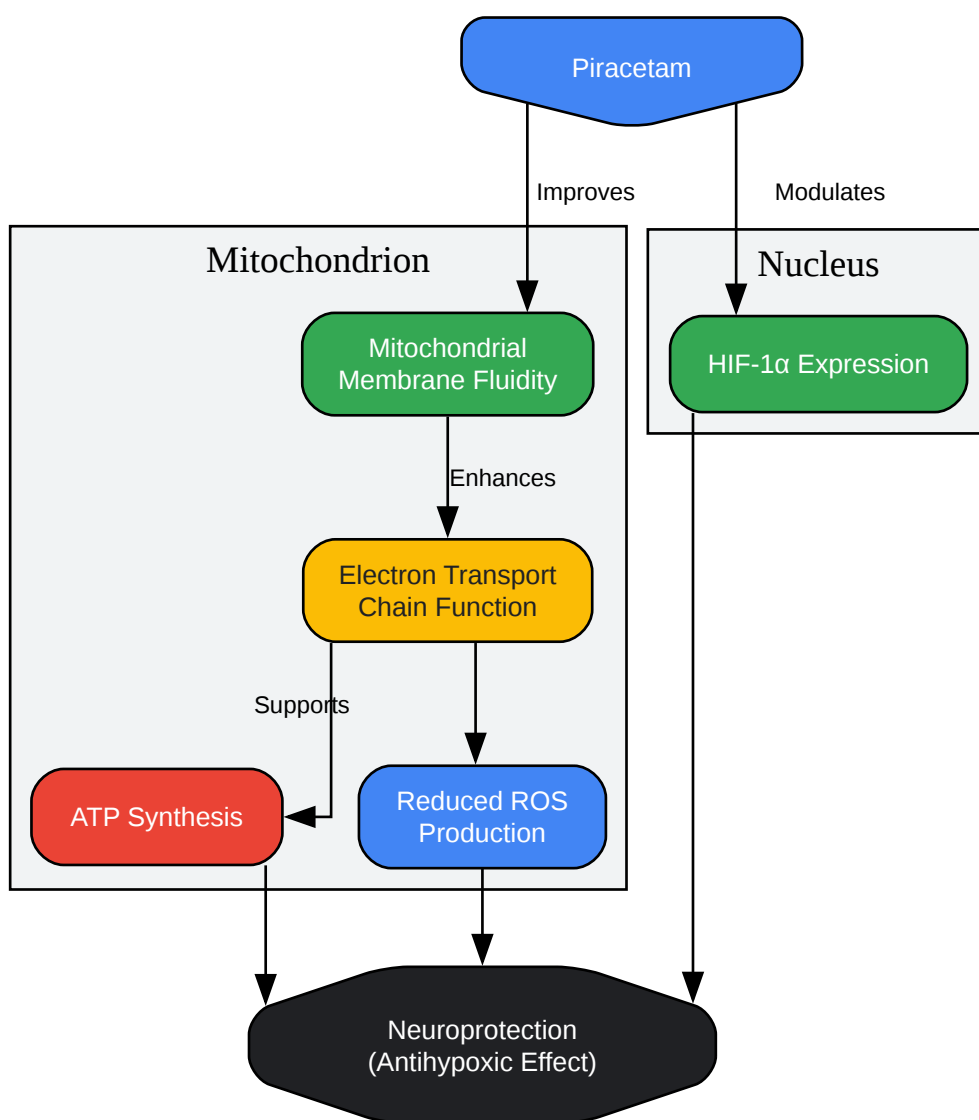 Piracetam
Improves
Modulates
Mitochondrion
Nucleus
Mitochondrial
Membrane Fluidity
HIF-1α Expression
Enhances
Electron Transport
Chain Function
Supports
ATP Synthesis
Reduced ROS
Production
Neuroprotection
(Antihypoxic Effect)